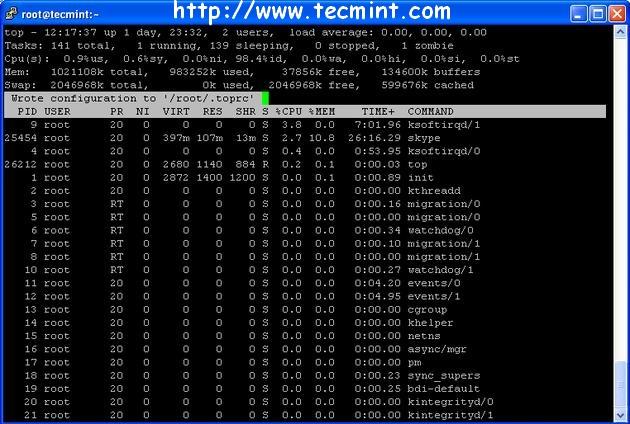 root@tecmint:~
http://www.tecmint.com
top - 12:17:37 up 1 day, 23:32,  2 users,  load average: 0.00, 0.00, 0.00
Tasks: 141 total,   1 running, 139 sleeping,   0 stopped,   1 zombie
Cpu(s):  0.9%us,  0.6%sy,  0.0%ni, 98.4%id,  0.0%wa,  0.0%hi,  0.0%si,  0.0%st
Mem:   1021108k total,   983252k used,    37856k free,   134600k buffers
Swap:  2046968k total,        0k used,  2046968k free,   599676k cached
Wrote configuration to '/root/.toprc'
PID USER      PR  NI  VIRT  RES  SHR S %CPU %MEM    TIME+  COMMAND
9 root      20   0     0    0    0 S  3.8  0.0   7:01.96 ksoftirqd/1
25454 root      20   0  397m 107m  13m S  2.7 10.8  26:16.29 skype
4 root      20   0     0    0    0 S  0.4  0.0   0:53.95 ksoftirqd/0
26212 root      20   0  2680 1140  884 R  0.2  0.1   0:00.03 top
1 root      20   0  2872 1400 1200 S  0.0  0.1   0:00.89 init
2 root      20   0     0    0    0 S  0.0  0.0   0:00.00 kthreadd
3 root      RT   0     0    0    0 S  0.0  0.0   0:00.16 migration/0
5 root      RT   0     0    0    0 S  0.0  0.0   0:00.00 migration/0
6 root      RT   0     0    0    0 S  0.0  0.0   0:00.34 watchdog/0
7 root      RT   0     0    0    0 S  0.0  0.0   0:00.10 migration/1
8 root      RT   0     0    0    0 S  0.0  0.0   0:00.00 migration/1
10 root      RT   0     0    0    0 S  0.0  0.0   0:00.27 watchdog/1
11 root      20   0     0    0    0 S  0.0  0.0   0:04.20 events/0
12 root      20   0     0    0    0 S  0.0  0.0   0:04.95 events/1
13 root      20   0     0    0    0 S  0.0  0.0   0:00.00 cgroup
14 root      20   0     0    0    0 S  0.0  0.0   0:00.00 khelper
15 root      20   0     0    0    0 S  0.0  0.0   0:00.00 netns
16 root      20   0     0    0    0 S  0.0  0.0   0:00.00 async/mgr
17 root      20   0     0    0    0 S  0.0  0.0   0:00.00 pm
18 root      20   0     0    0    0 S  0.0  0.0   0:00.23 sync_supers
19 root      20   0     0    0    0 S  0.0  0.0   0:00.25 bdi-default
20 root      20   0     0    0    0 S  0.0  0.0   0:00.00 kintegrityd/0
21 root      20   0     0    0    0 S  0.0  0.0   0:00.00 kintegrityd/1